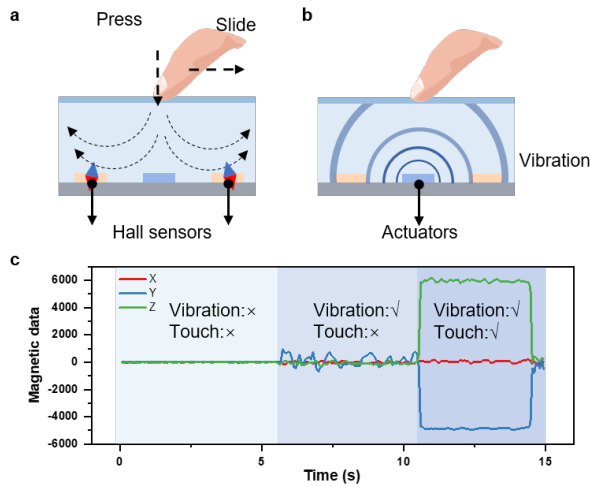 a
Press
Slide
Hall sensors
b
Vibration
Actuators
c
X
Y
Z
Vibration:× Vibration:√ Vibration:√
Touch:× Touch:× Touch:√
6000
4000
2000
0
-2000
-4000
-6000
Magnetic data
0 5 10 15
Time (s)